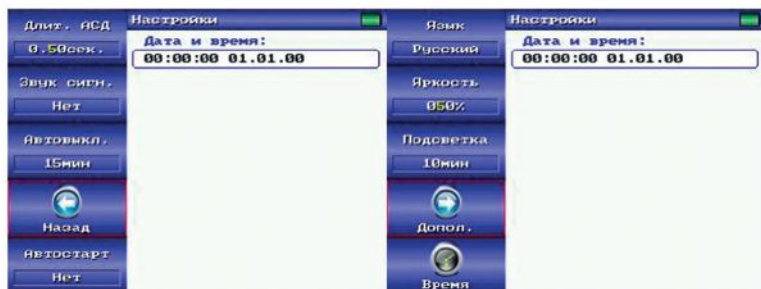 Длит. АСД
0.50сек.
Звук сигн.
Нет
Автовыкл.
15мин
Назад
Автостарт
Нет
Настройки
Дата и время:
00:00:00 01.01.00
Язык
Русский
Яркость
050%
Подсветка
10мин
Допол.
Время
Настройки
Дата и время:
00:00:00 01.01.00